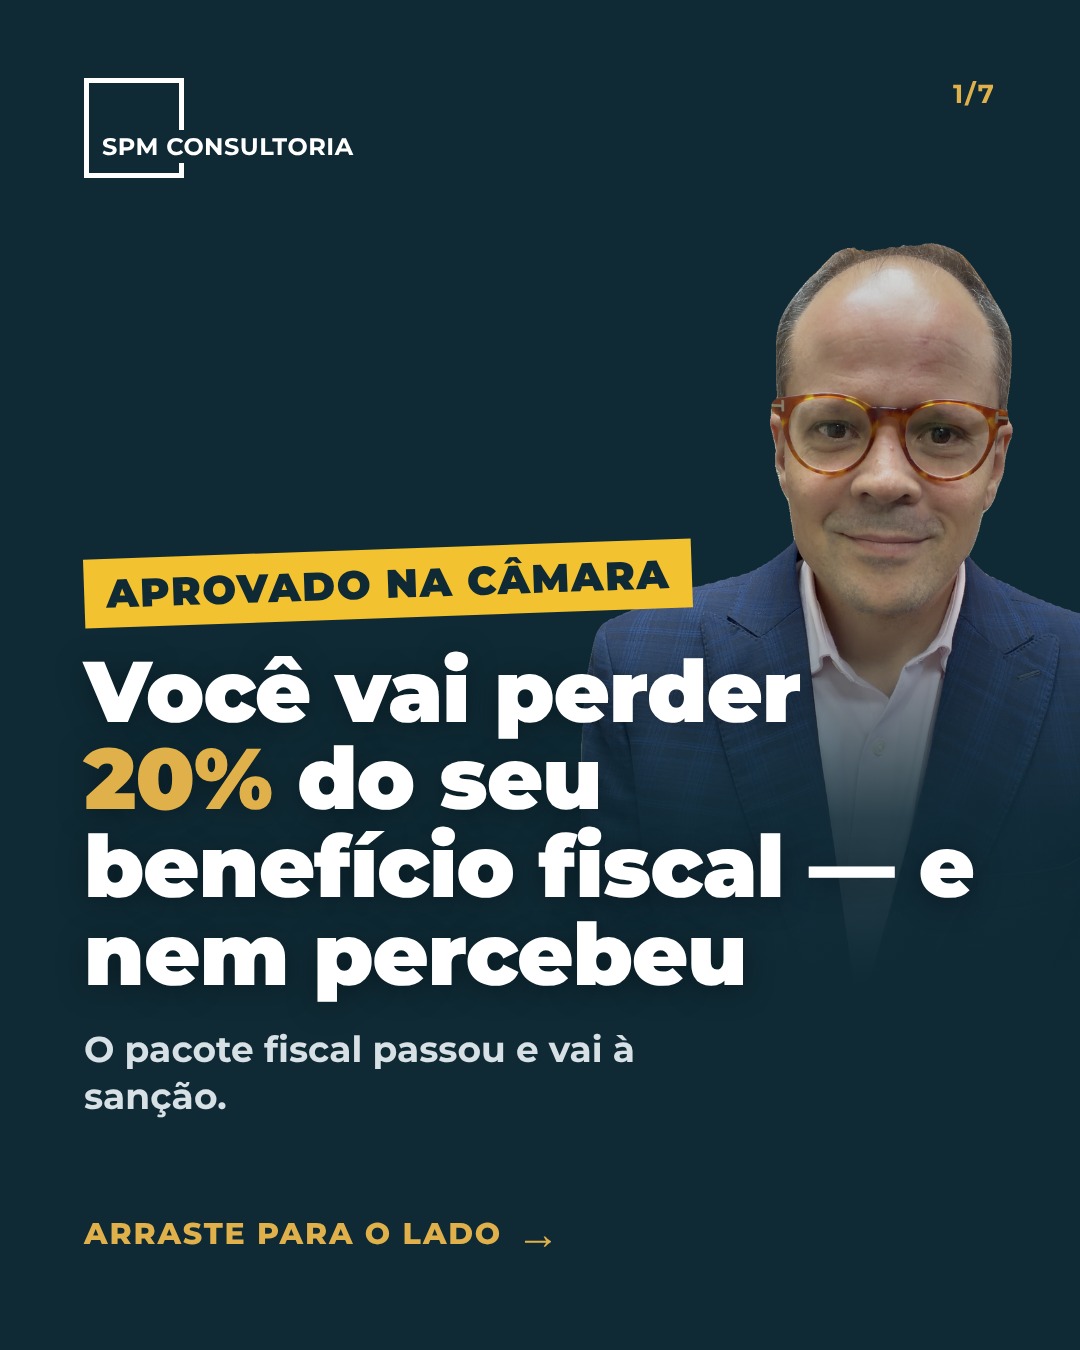 SPM CONSULTORIA
1/7
APROVADO NA CÂMARA
Você vai perder
20% do seu
benefício fiscal — e
nem percebeu
O pacote fiscal passou e vai à
sanção.
ARRASTE PARA O LADO →